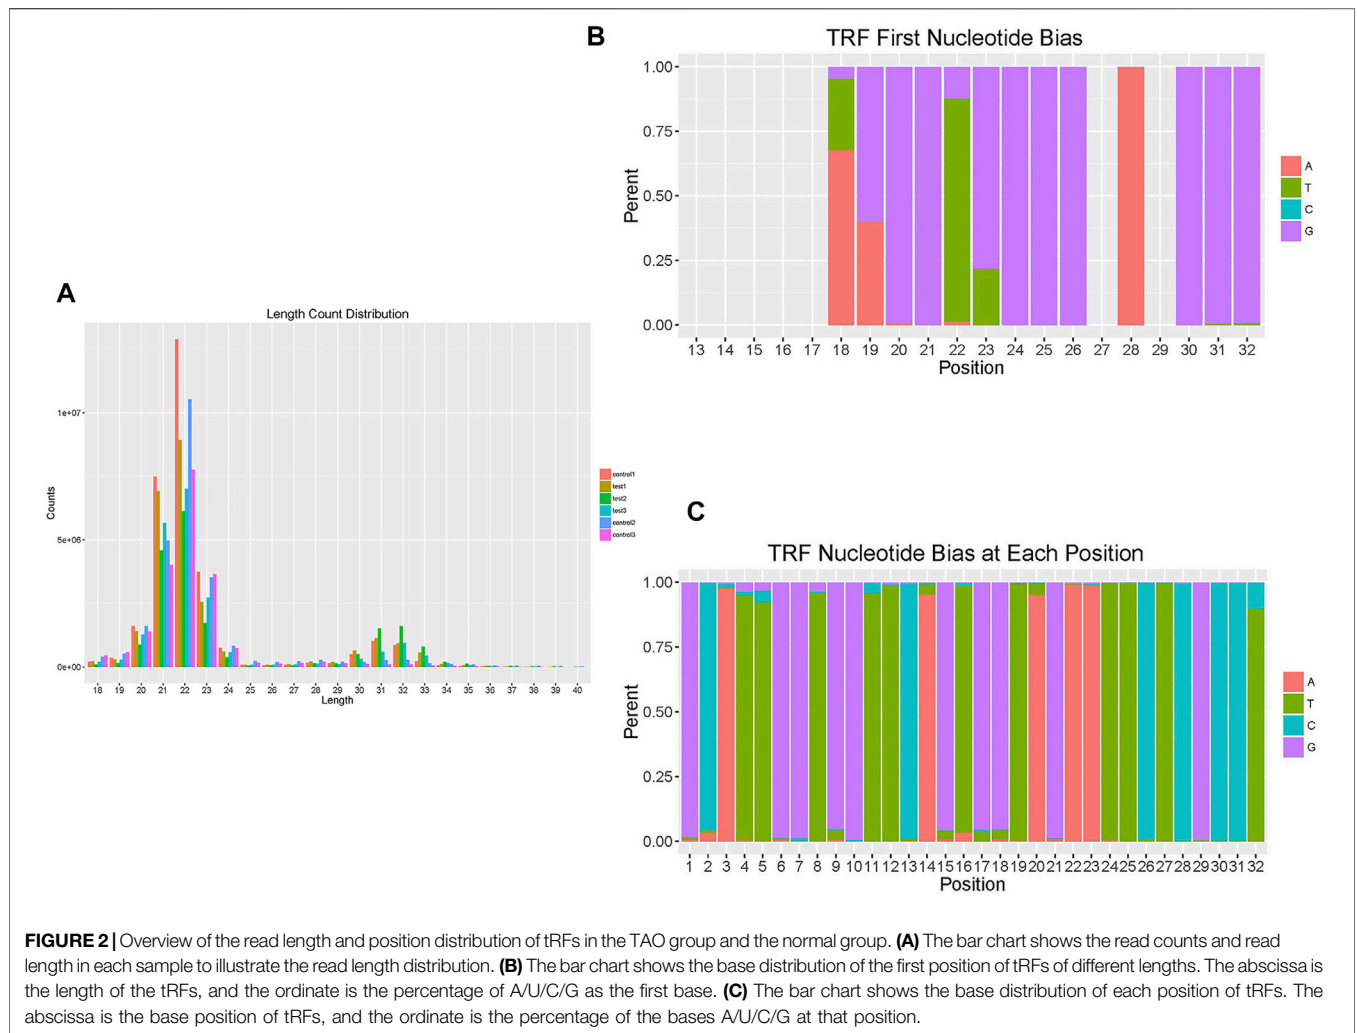 B
TRF First Nucleotide Bias
1.00
0.75
0.50
0.25
0.00
Perent
13 14 15 16 17 18 19 20 21 22 23 24 25 26 27 28 29 30 31 32
Position
A
T
C
G
A
Length Count Distribution
1e+07
5e+06
0e+00
Counts
18 19 20 21 22 23 24 25 26 27 28 29 30 31 32 33 34 35 36 37 38 39 40
Length
control1
test1
test2
test3
control2
control3
C
TRF Nucleotide Bias at Each Position
1.00
0.75
0.50
0.25
0.00
Perent
1 2 3 4 5 6 7 8 9 10 11 12 13 14 15 16 17 18 19 20 21 22 23 24 25 26 27 28 29 30 31 32
Position
A
T
C
G
FIGURE 2 | Overview of the read length and position distribution of tRFs in the TAO group and the normal group. (A) The bar chart shows the read counts and read
length in each sample to illustrate the read length distribution. (B) The bar chart shows the base distribution of the first position of tRFs of different lengths. The abscissa is
the length of the tRFs, and the ordinate is the percentage of A/U/C/G as the first base. (C) The bar chart shows the base distribution of each position of tRFs. The
abscissa is the base position of tRFs, and the ordinate is the percentage of the bases A/U/C/G at that position.